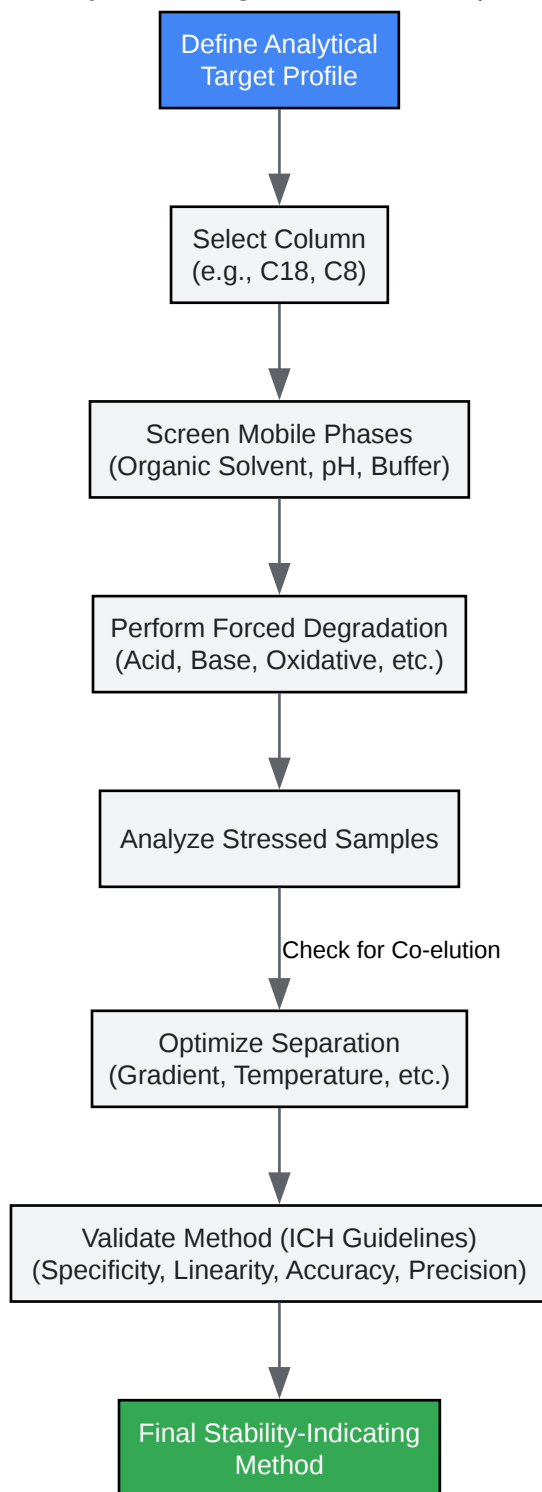 Define Analytical
Target Profile
Select Column
(e.g., C18, C8)
Screen Mobile Phases
(Organic Solvent, pH, Buffer)
Perform Forced Degradation
(Acid, Base, Oxidative, etc.)
Analyze Stressed Samples
Check for Co-elution
Optimize Separation
(Gradient, Temperature, etc.)
Validate Method (ICH Guidelines)
(Specificity, Linearity, Accuracy, Precision)
Final Stability-Indicating
Method